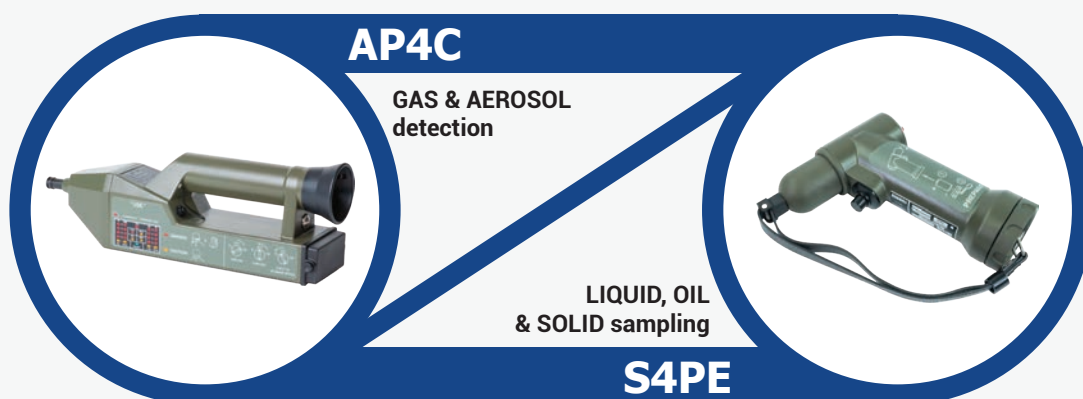 AP4C
GAS & AEROSOL
detection
LIQUID, OIL
& SOLID sampling
S4PE